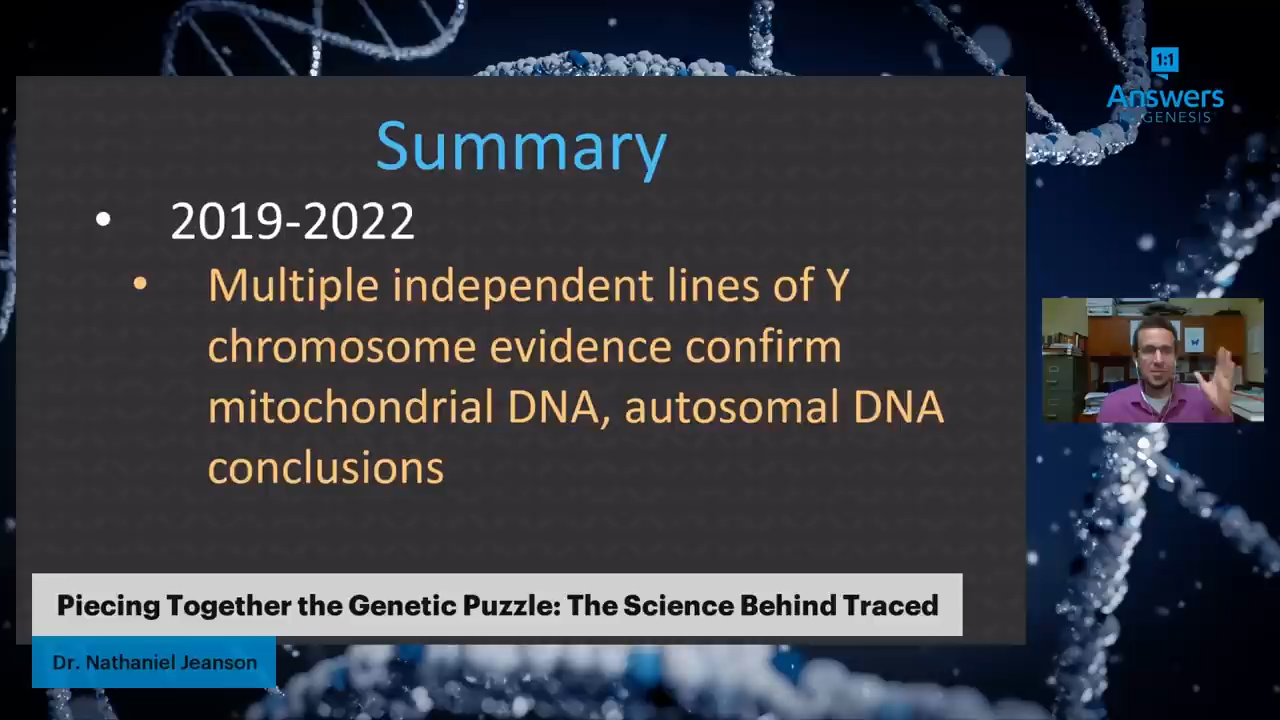 1:1
Answers
IN GENESIS
Summary
• 2019-2022
• Multiple independent lines of Y
chromosome evidence confirm
mitochondrial DNA, autosomal DNA
conclusions
Piecing Together the Genetic Puzzle: The Science Behind Traced
Dr. Nathaniel Jeanson